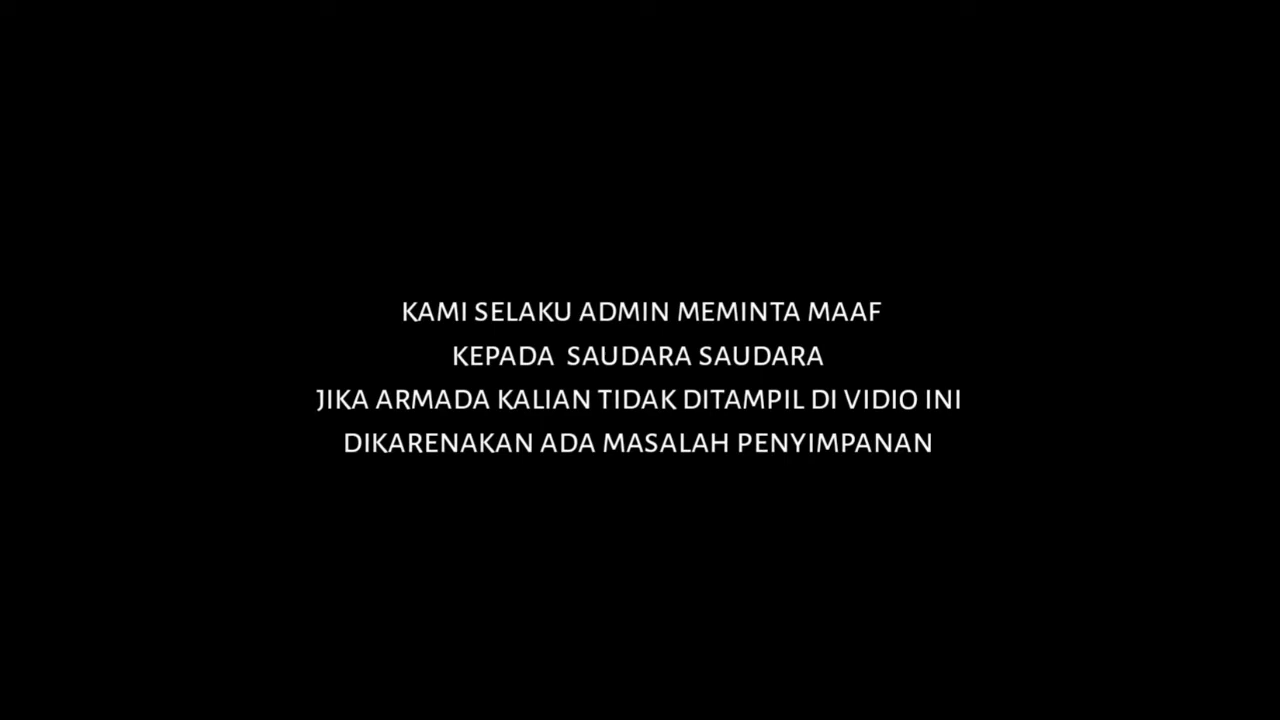 KAMI SELAKU ADMIN MEMINTA MAAF
KEPADA  SAUDARA SAUDARA
JIKA ARMADA KALIAN TIDAK DITAMPIL DI VIDIO INI
DIKARENAKAN ADA MASALAH PENYIMPANAN